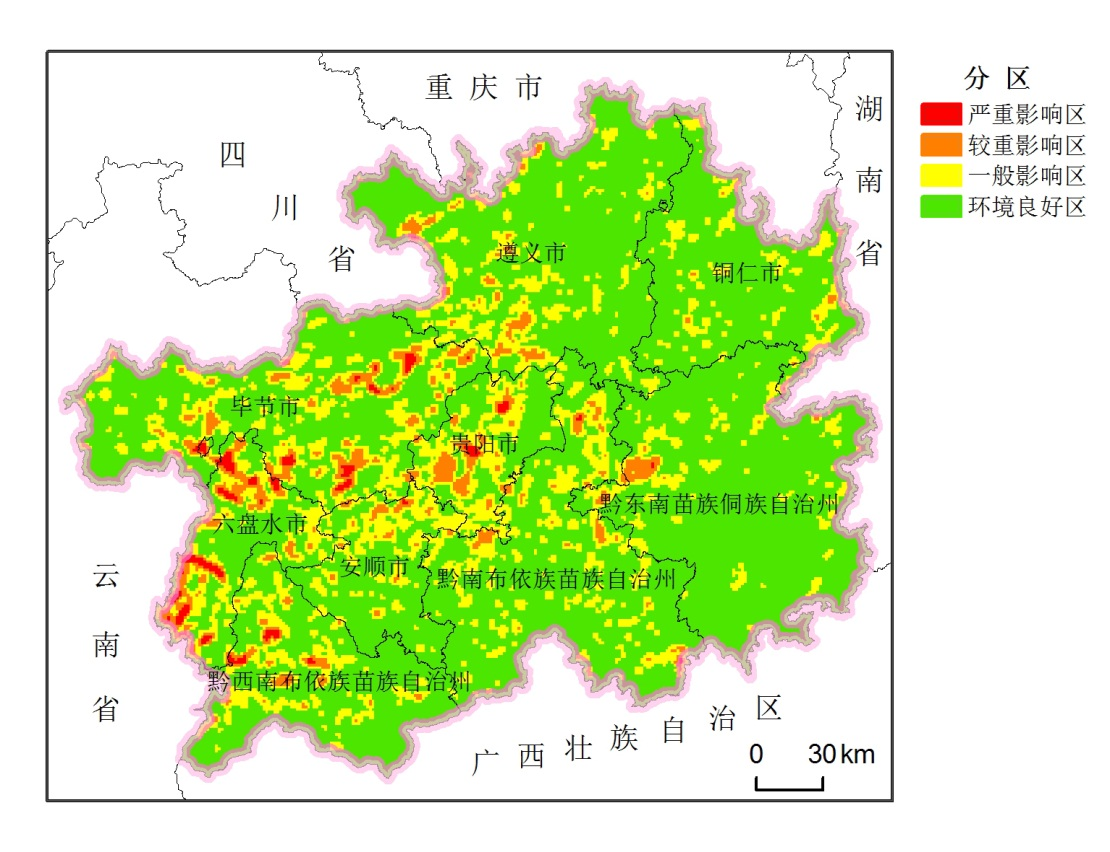 重庆市
湖南省
四川省
遵义市
铜仁市
毕节市
贵阳市
黔东南苗族侗族自治州
六盘水市
安顺市
黔南布依族苗族自治州
云南省
黔西南布依族苗族自治州
广西壮族自治区
0 30km
分区
严重影响区
较重影响区
一般影响区
环境良好区